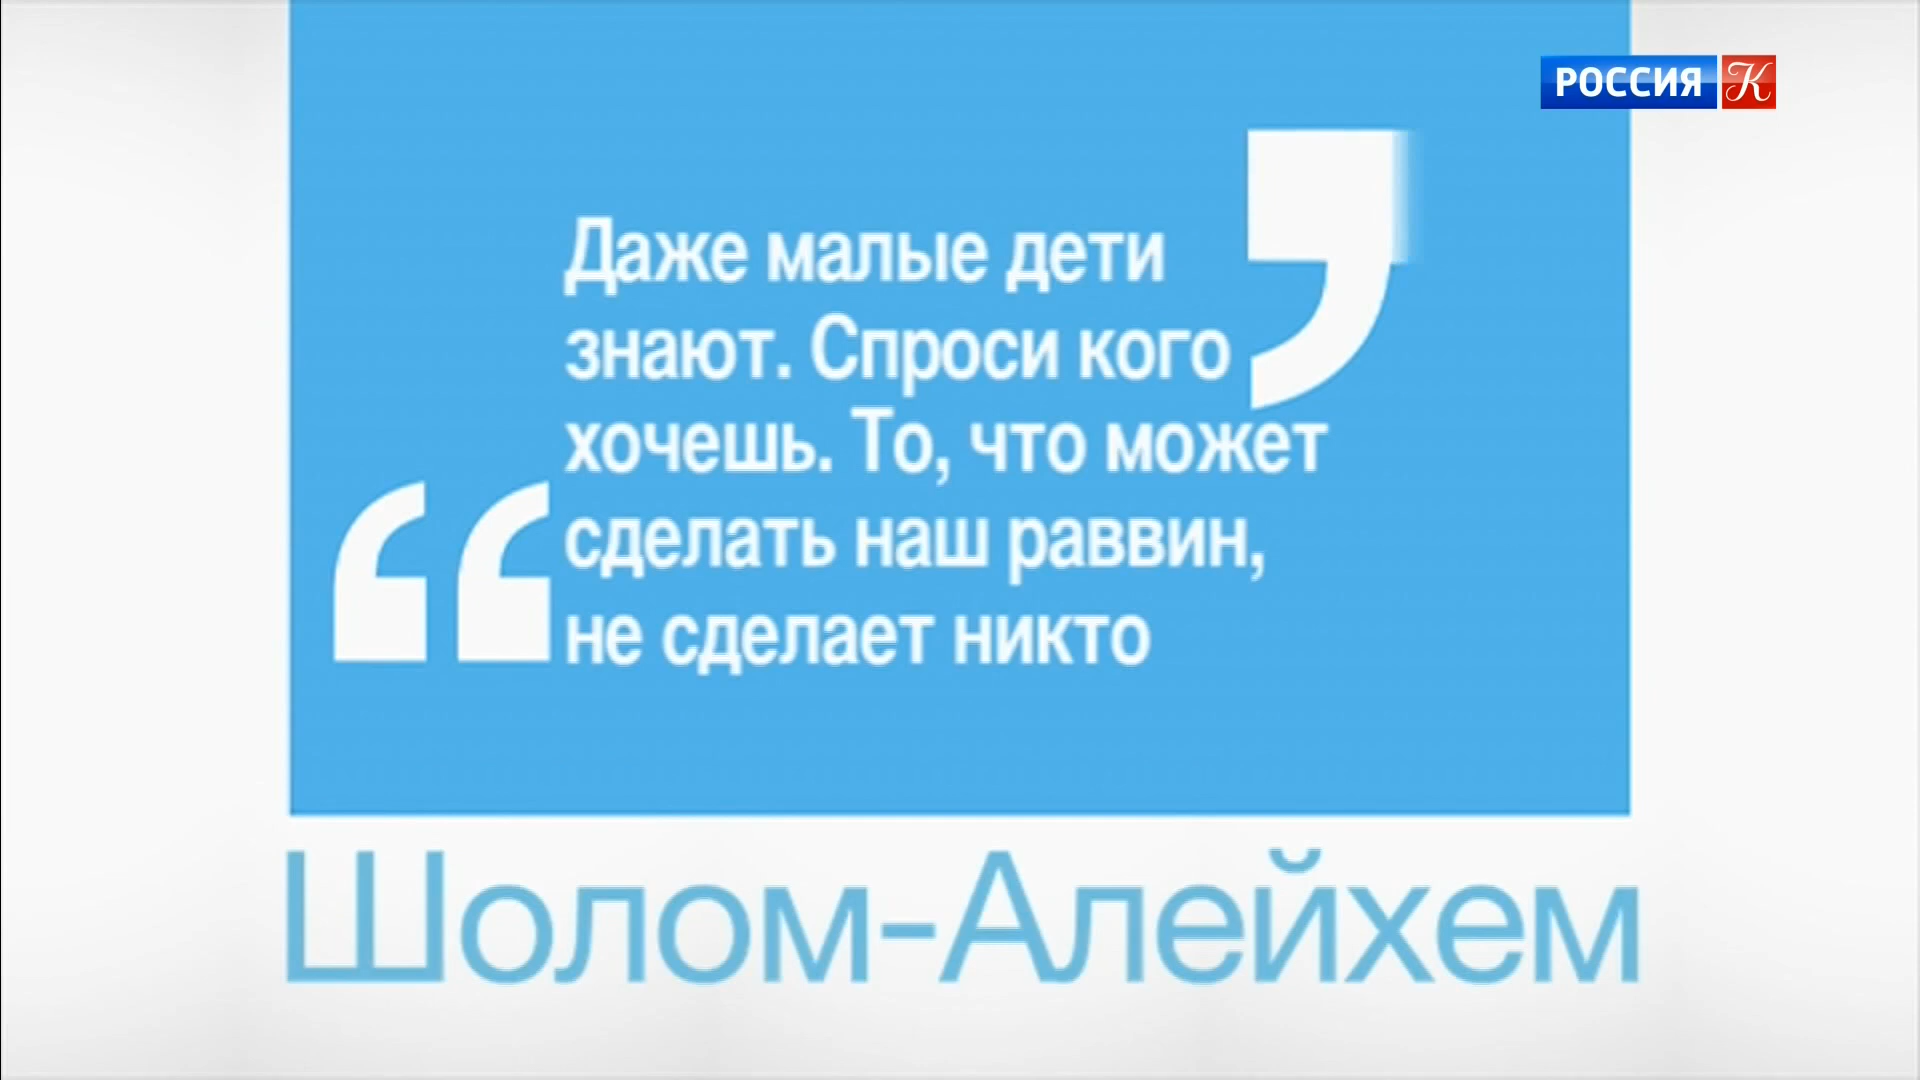 РОССИЯ К
Даже малые дети
знают. Спроси кого
хочешь. То, что может
сделать наш раввин,
не сделает никто
Шолом-Алейхем